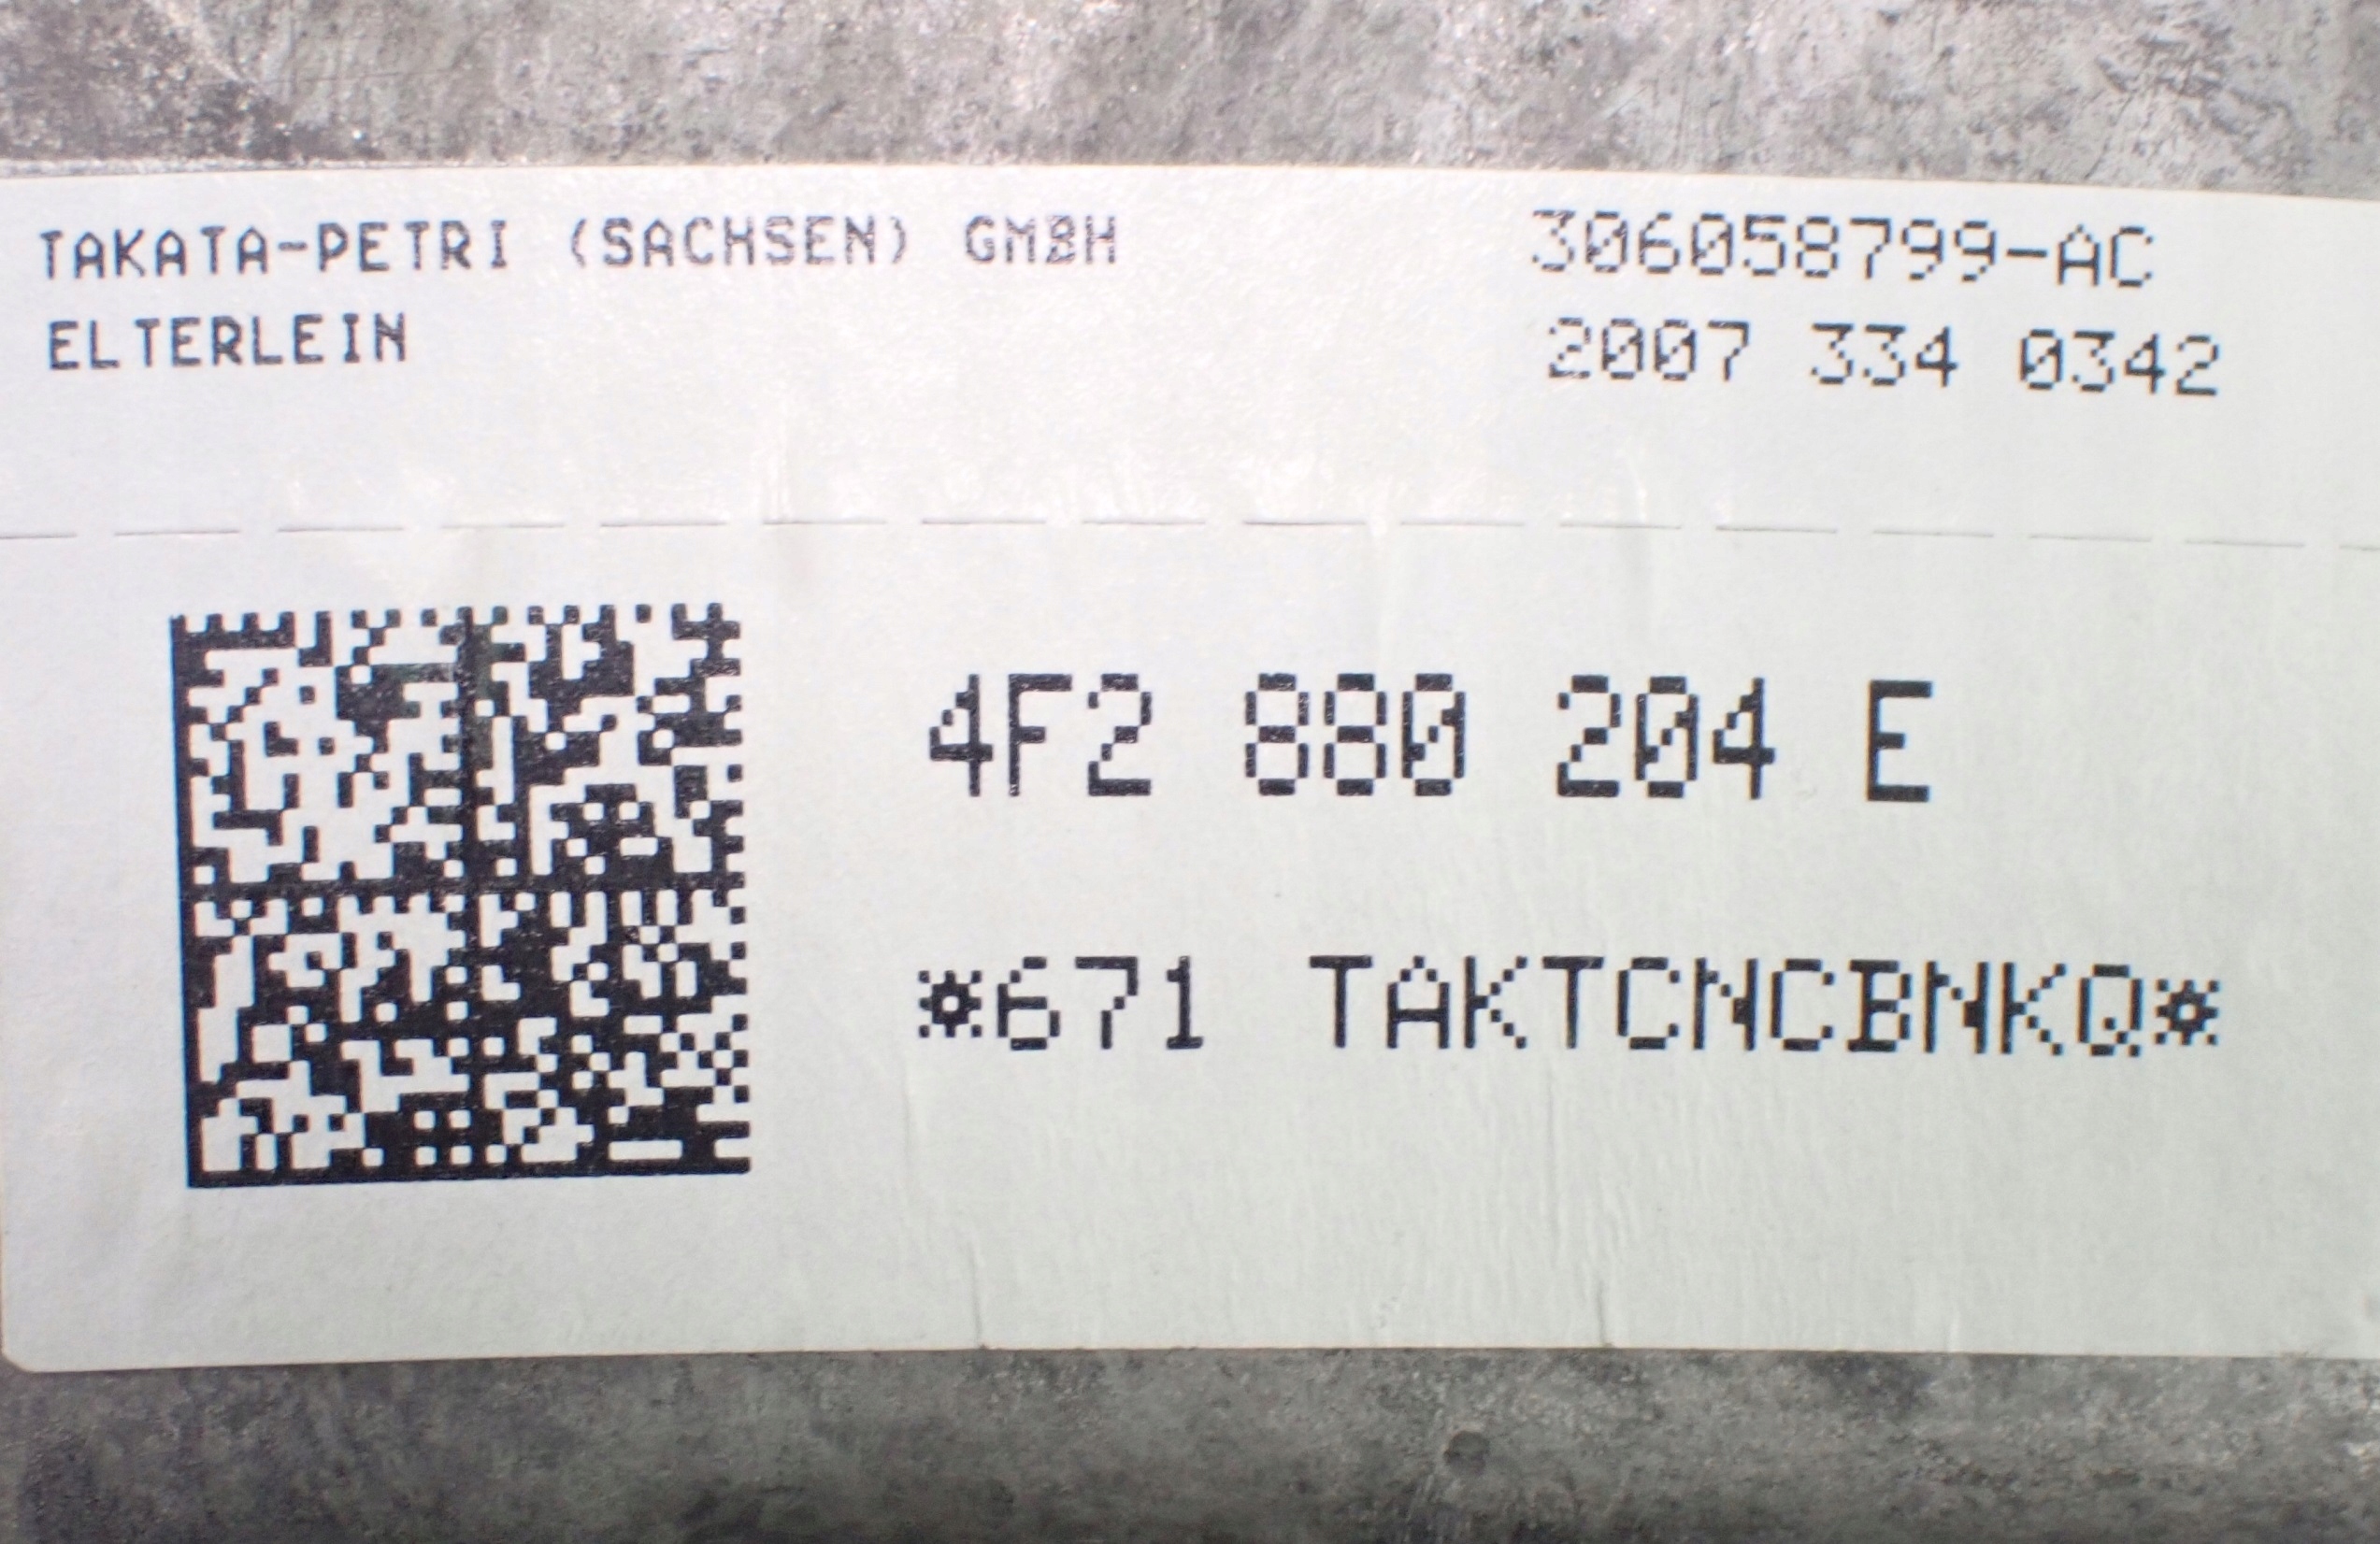 TAKATA-PETRI (SACHSEN) GMBH
ELTERLEIN
306058799-AC
2007 334 0342
4F2 880 204 E
*671 TAKTCNCBNKQ*